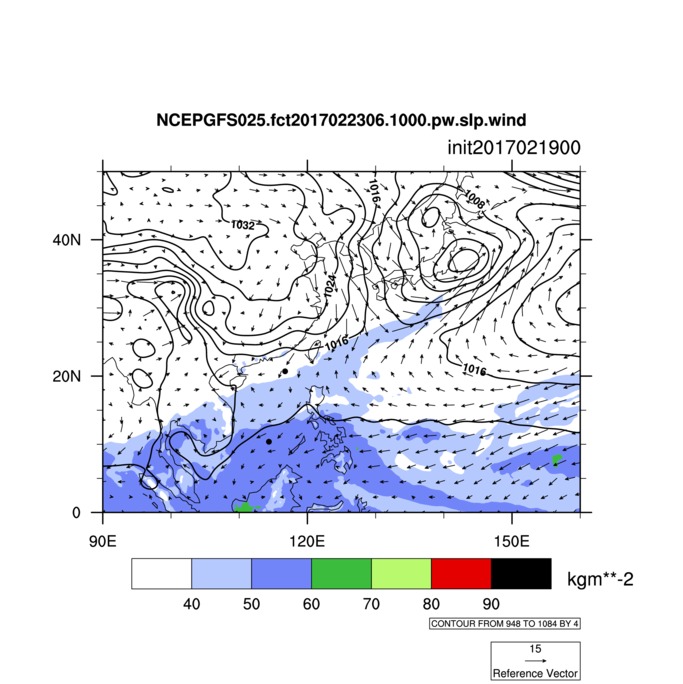 NCEPGFS025.fct2017022306.1000.pw.slp.wind
init2017021900
1016
1008
40N
1032
1024
1016
1016
20N
0
90E 120E 150E
40 50 60 70 80 90
kgm**-2
CONTOUR FROM 948 TO 1084 BY 4
15
Reference Vector